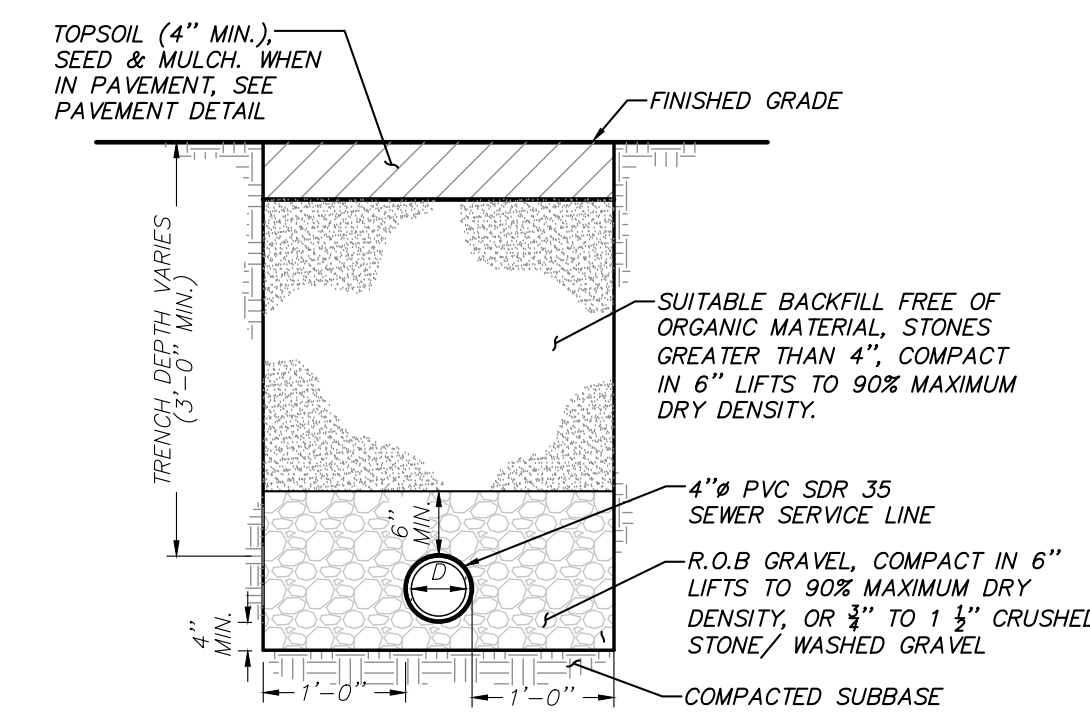 TOPSOIL (4" MIN.),
SEED & MULCH. WHEN
IN PAVEMENT, SEE
PAVEMENT DETAIL
FINISHED GRADE
TRENCH DEPTH VARIES
(3'-0" MIN.)
SUITABLE BACKFILL FREE OF
ORGANIC MATERIAL, STONES
GREATER THAN 4", COMPACT
IN 6" LIFTS TO 90% MAXIMUM
DRY DENSITY.
6"
MIN.
4"ø PVC SDR 35
SEWER SERVICE LINE
D
R.O.B GRAVEL, COMPACT IN 6"
LIFTS TO 90% MAXIMUM DRY
DENSITY, OR ¾" TO 1 ½" CRUSHED
STONE/ WASHED GRAVEL
4"
MIN.
1'-0"
1'-0"
COMPACTED SUBBASE